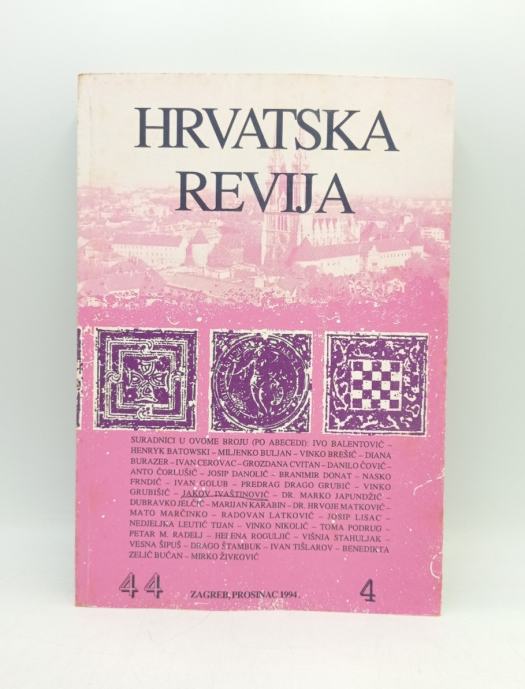 HRVATSKA
REVIJA
SURADNICI U OVOME BROJU (PO ABECEDI): IVO BALENTOVIĆ –
HENRYK BATOWSKI – MILJENKO BULJAN – VINKO BREŠIĆ – DIANA
BURAZER – IVAN CEROVAC – GROZDANA CVITAN – DANILO ČOVIĆ –
ANTO ČORLUŠIĆ – JOSIP DANOLIĆ – BRANIMIR DONAT – NASKO
FRNDIĆ – IVAN GOLUB – PREDRAG DRAGO GRUBIĆ – VINKO
GRUBIŠIĆ – JAKOV IVAŠTINOVIĆ – DR. MARKO JAPUNDŽIĆ –
DUBRAVKO JELČIĆ – MARIJAN KARABIN – DR. HRVOJE MATKOVIĆ –
MATO MARČINKO – RADOVAN LATKOVIĆ – JOSIP LISAC –
NEDJELJKA LEUTIĆ TIJAN – VINKO NIKOLIĆ – TOMA PODRUG –
PETAR M. RADELJ – HELENA ROGULJIĆ – VIŠNJA STAHULJAK –
VESNA ŠIPUŠ – DRAGO ŠTAMBUK – IVAN TIŠLAROV – BENEDIKTA
ZELIĆ BUČAN – MIRKO ŽIVKOVIĆ
44 ZAGREB, PROSINAC 1994. 4